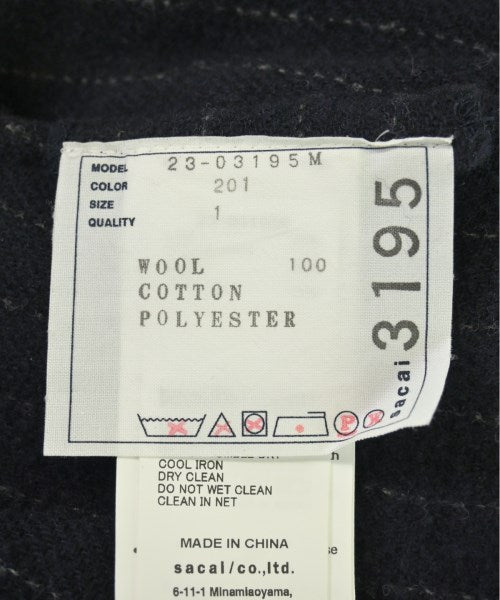 MODEL 23-03195M
COLOR 201
SIZE 1
QUALITY
WOOL 100
COTTON
POLYESTER
P
sacai 3195
COOL IRON
DRY CLEAN
DO NOT WET CLEAN
CLEAN IN NET
MADE IN CHINA
sacai/co.,ltd.
6-11-1 Minamiaoyama,